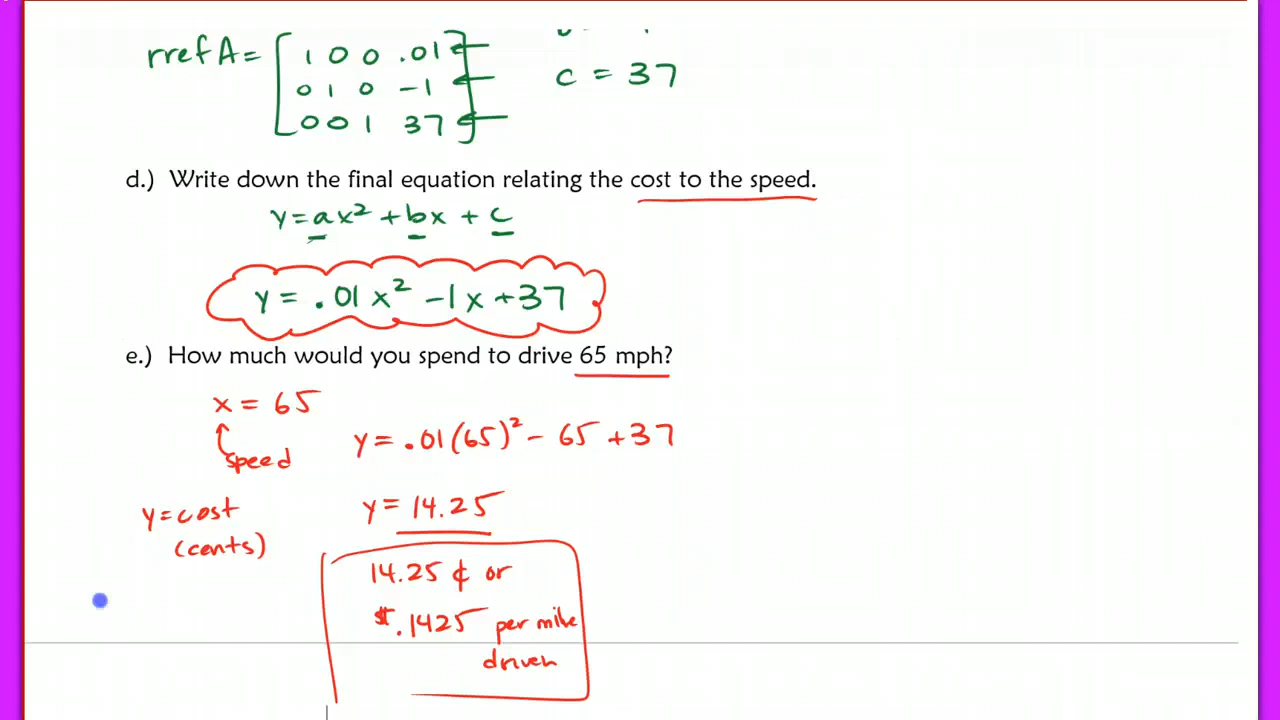 rref A = [ 1 0 0 .01
0 1 0 -1
0 0 1 37 ]
c = 37
d.) Write down the final equation relating the cost to the speed.
y = ax² + bx + c
y = .01x² - 1x + 37
e.) How much would you spend to drive 65 mph?
x = 65
speed
y = .01(65)² - 65 + 37
y = cost
(cents)
y = 14.25
14.25 ¢ or
$.1425 per mile
driven